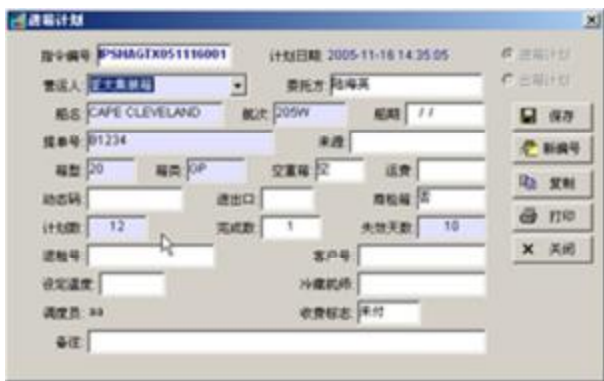 进箱计划
指令编号 IPSHAGTX051116001 计划日期 2005-11-16 14:35:05 进箱计划
营运人 委托方 陆海英 出箱计划
船名 CAPE CLEVELAND 航次 205W 船期 / / 保存
提单号 B1234 来源 新编号
箱型 20 箱类 GP 空重箱 空 运费 复制
动态码 进出口 商检箱 否 打印
计划数 12 完成数 1 失效天数 10 关闭
退租号 客户号
设定温度 冷藏机师
调度员 aa 收费标志 未付
备注